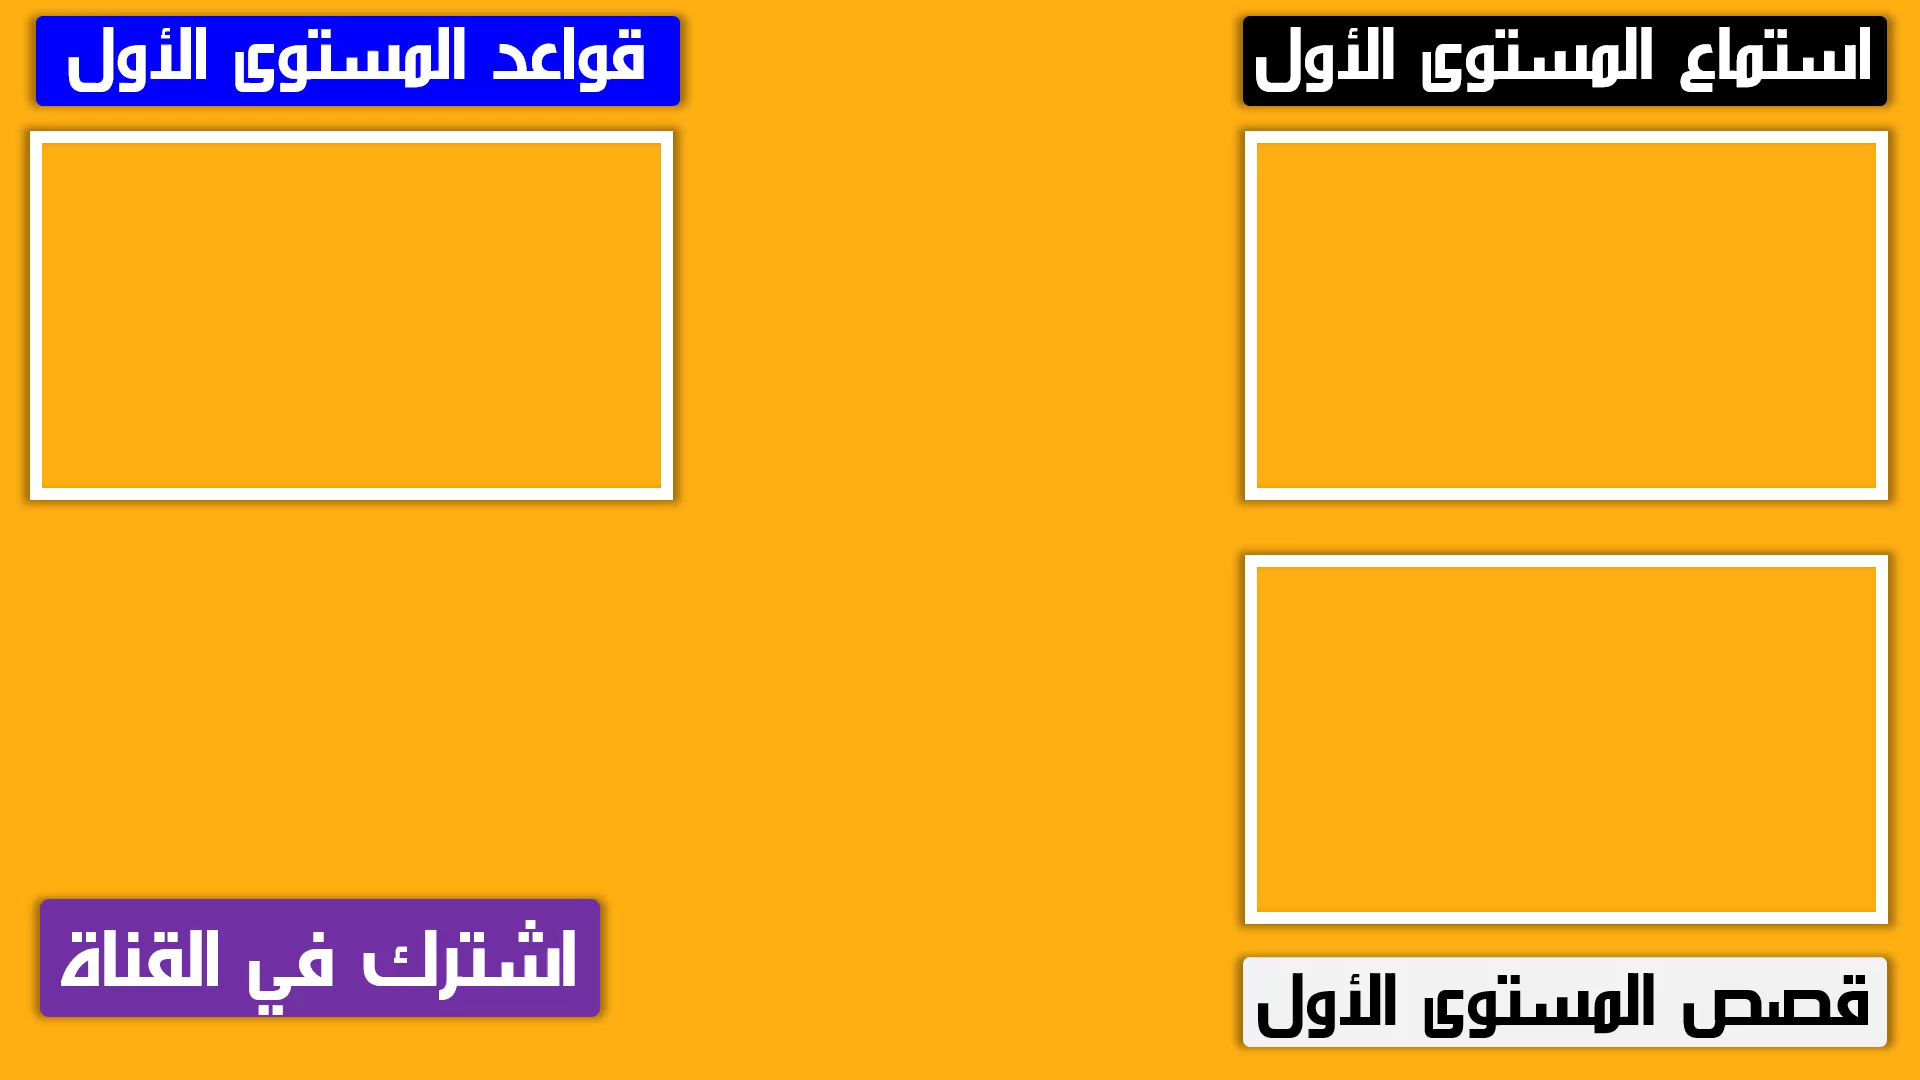 استماع المستوى الأول
قواعد المستوى الأول
اشترك في القناة
قصص المستوى الأول